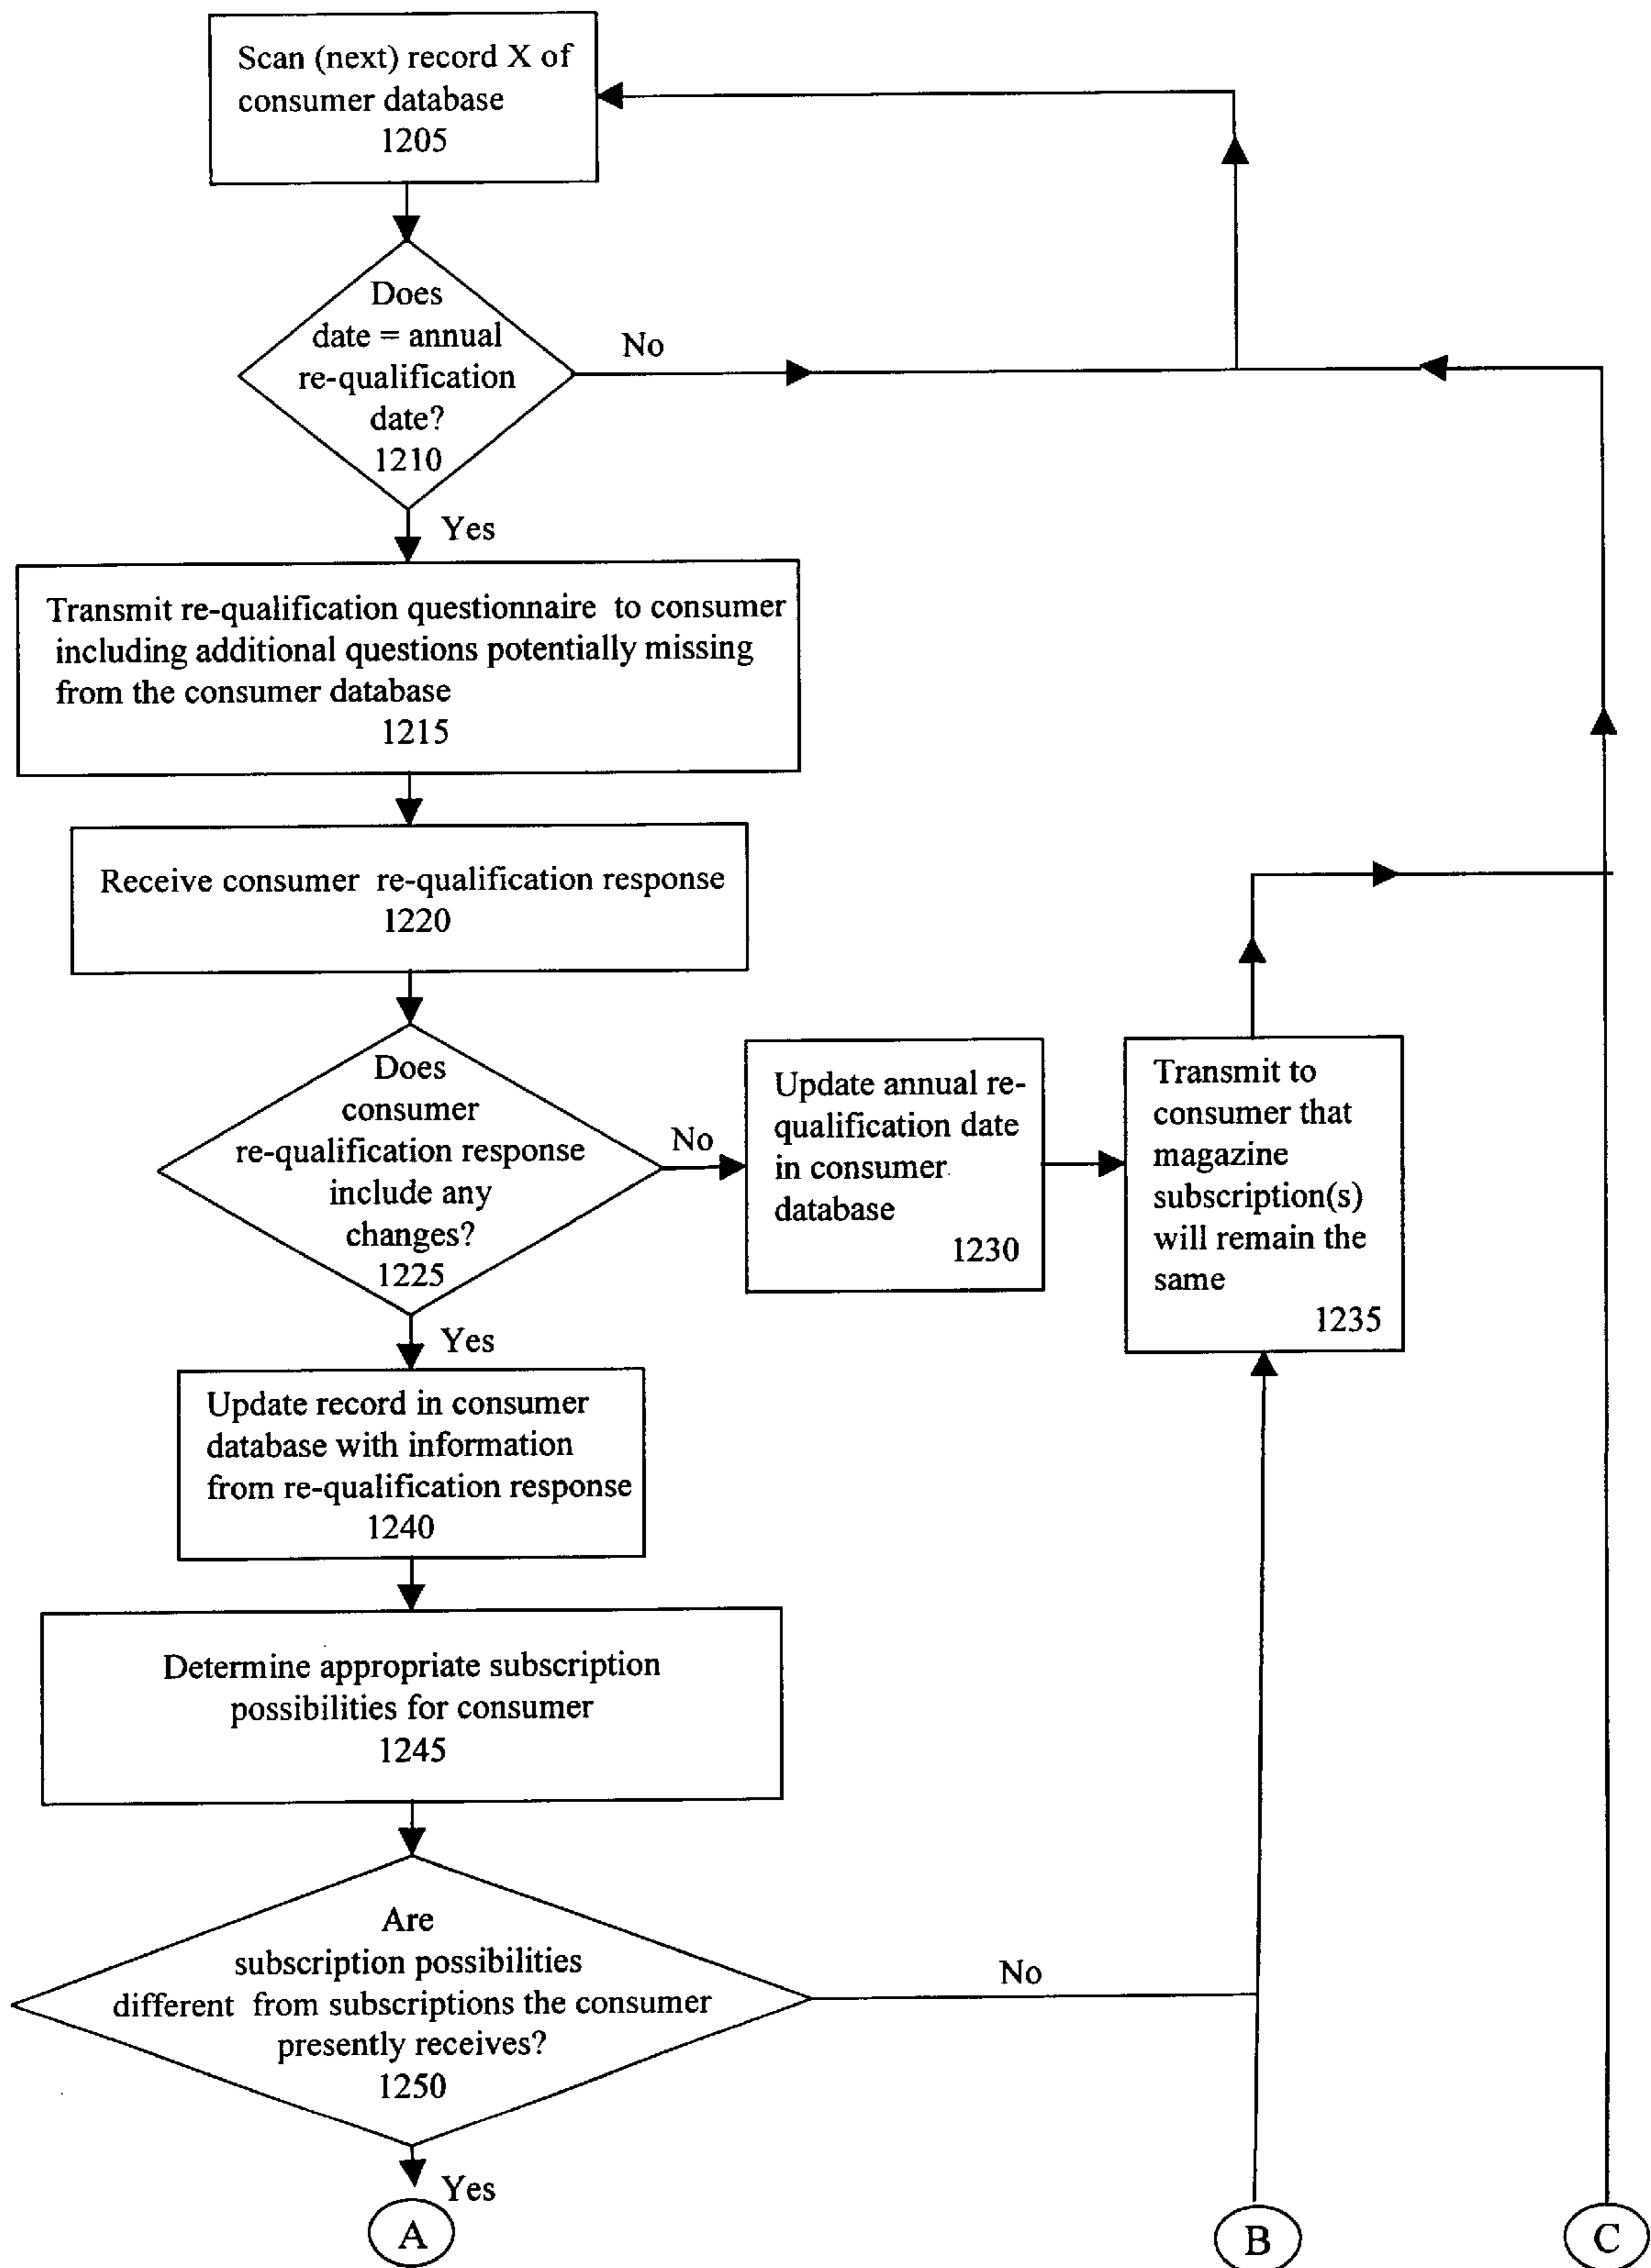 Scan (next) record X of
consumer database
1205
Does
date = annual
re-qualification
date?
1210
No
Yes
Transmit re-qualification questionnaire to consumer
including additional questions potentially missing
from the consumer database
1215
Receive consumer re-qualification response
1220
Does
consumer
re-qualification response
include any
changes?
1225
No
Update annual re-
qualification date
in consumer
database
1230
Transmit to
consumer that
magazine
subscription(s)
will remain the
same
1235
Yes
Update record in consumer
database with information
from re-qualification response
1240
Determine appropriate subscription
possibilities for consumer
1245
Are
subscription possibilities
different from subscriptions the consumer
presently receives?
1250
No
Yes
A
B
C